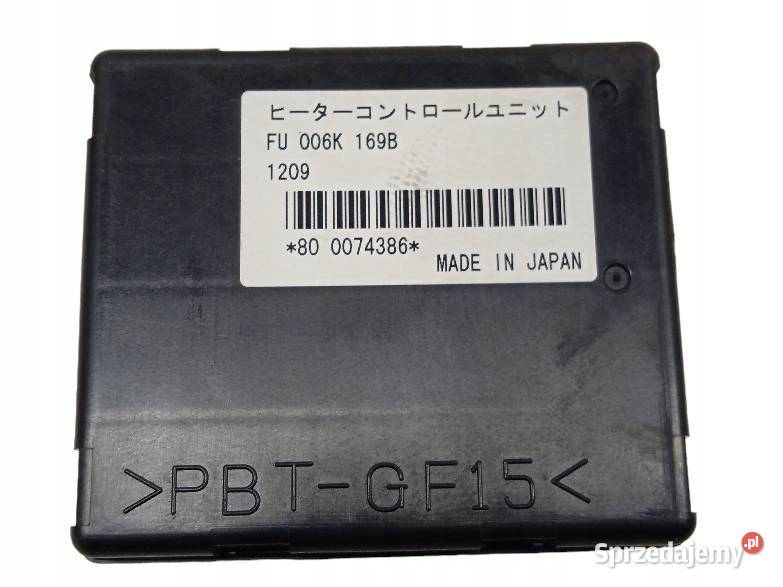 ヒーターコントロールユニット
FU 006K 169B
1209
*80 0074386*
MADE IN JAPAN
>PBT-GF15<
Sprzedajemy.pl